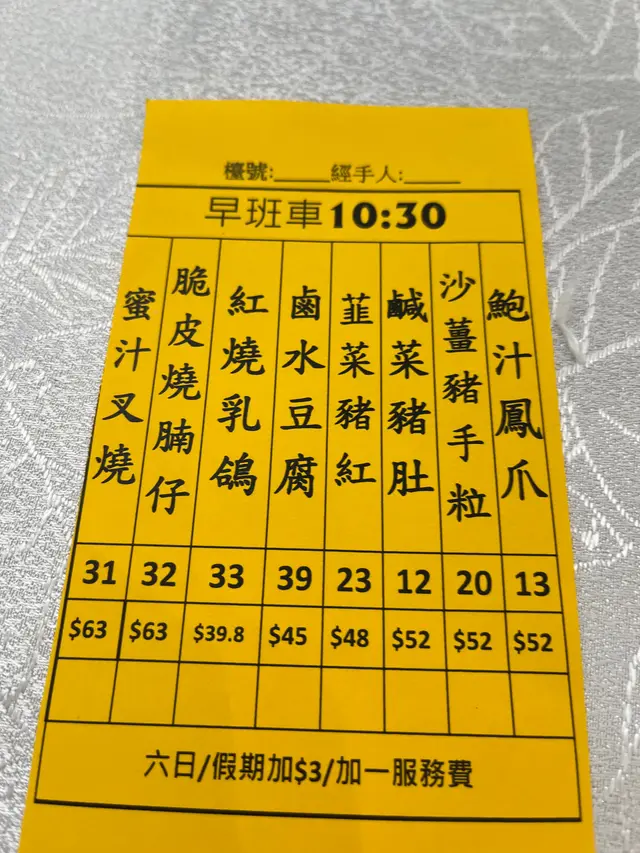 檯號:_____經手人:_____
早班車10:30
鮑汁鳳爪
沙薑豬手粒
鹹菜豬肚
韮菜豬紅
鹵水豆腐
紅燒乳鴿
脆皮燒腩仔
蜜汁叉燒
31 32 33 39 23 12 20 13
$63 $63 $39.8 $45 $48 $52 $52 $52
六日/假期加$3/加一服務費